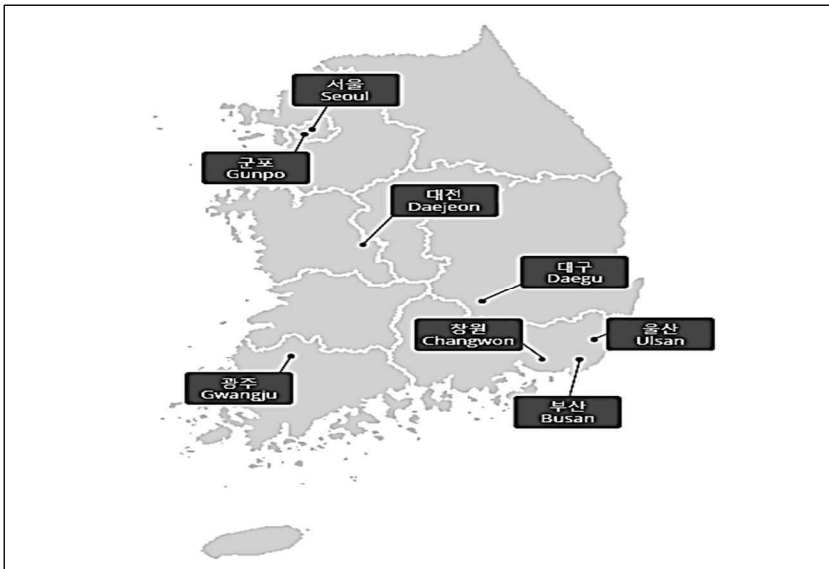 서울
Seoul
군포
Gunpo
대전
Daejeon
대구
Daegu
창원
Changwon
울산
Ulsan
광주
Gwangju
부산
Busan